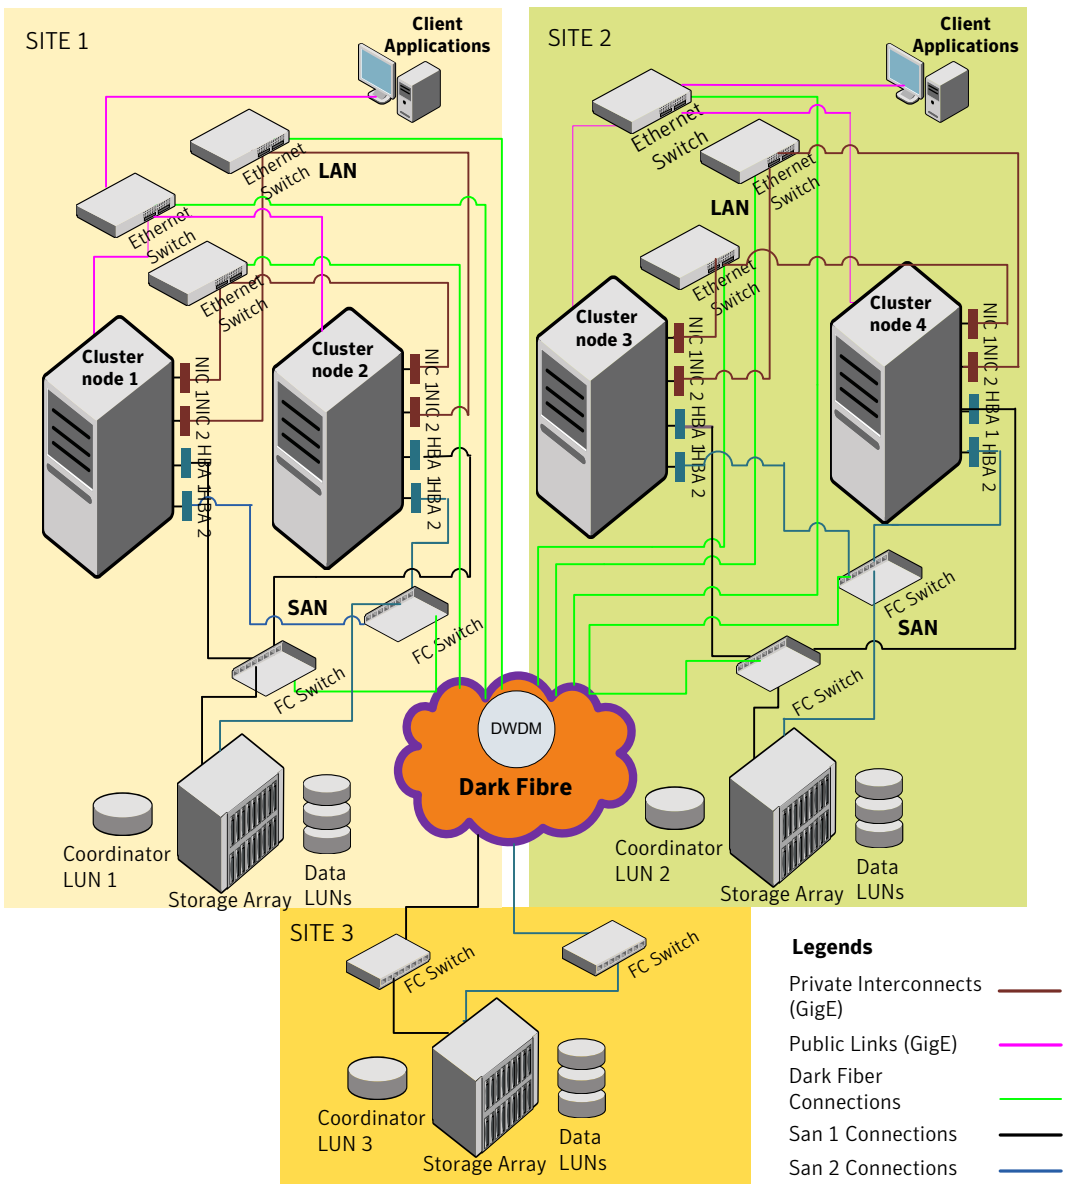 SITE 1
Client
Applications
Ethernet
Switch
LAN
Ethernet
Switch
Ethernet
Switch
Cluster
node 1
NIC 1
NIC 2
HBA 1
HBA 2
Cluster
node 2
NIC 1
NIC 2
HBA 1
HBA 2
SAN
FC Switch
FC Switch
Coordinator
LUN 1
Storage Array
Data
LUNs
SITE 2
Client
Applications
Ethernet
Switch
Ethernet
Switch
LAN
Ethernet
Switch
Cluster
node 3
NIC 1
NIC 2
HBA 1
HBA 2
Cluster
node 4
NIC 1
NIC 2
HBA 1
HBA 2
FC Switch
SAN
FC Switch
Coordinator
LUN 2
Storage Array
Data
LUNs
DWDM
Dark Fibre
SITE 3
FC Switch
FC Switch
Coordinator
LUN 3
Storage Array
Data
LUNs
Legends
Private Interconnects
(GigE)
Public Links (GigE)
Dark Fiber
Connections
San 1 Connections
San 2 Connections